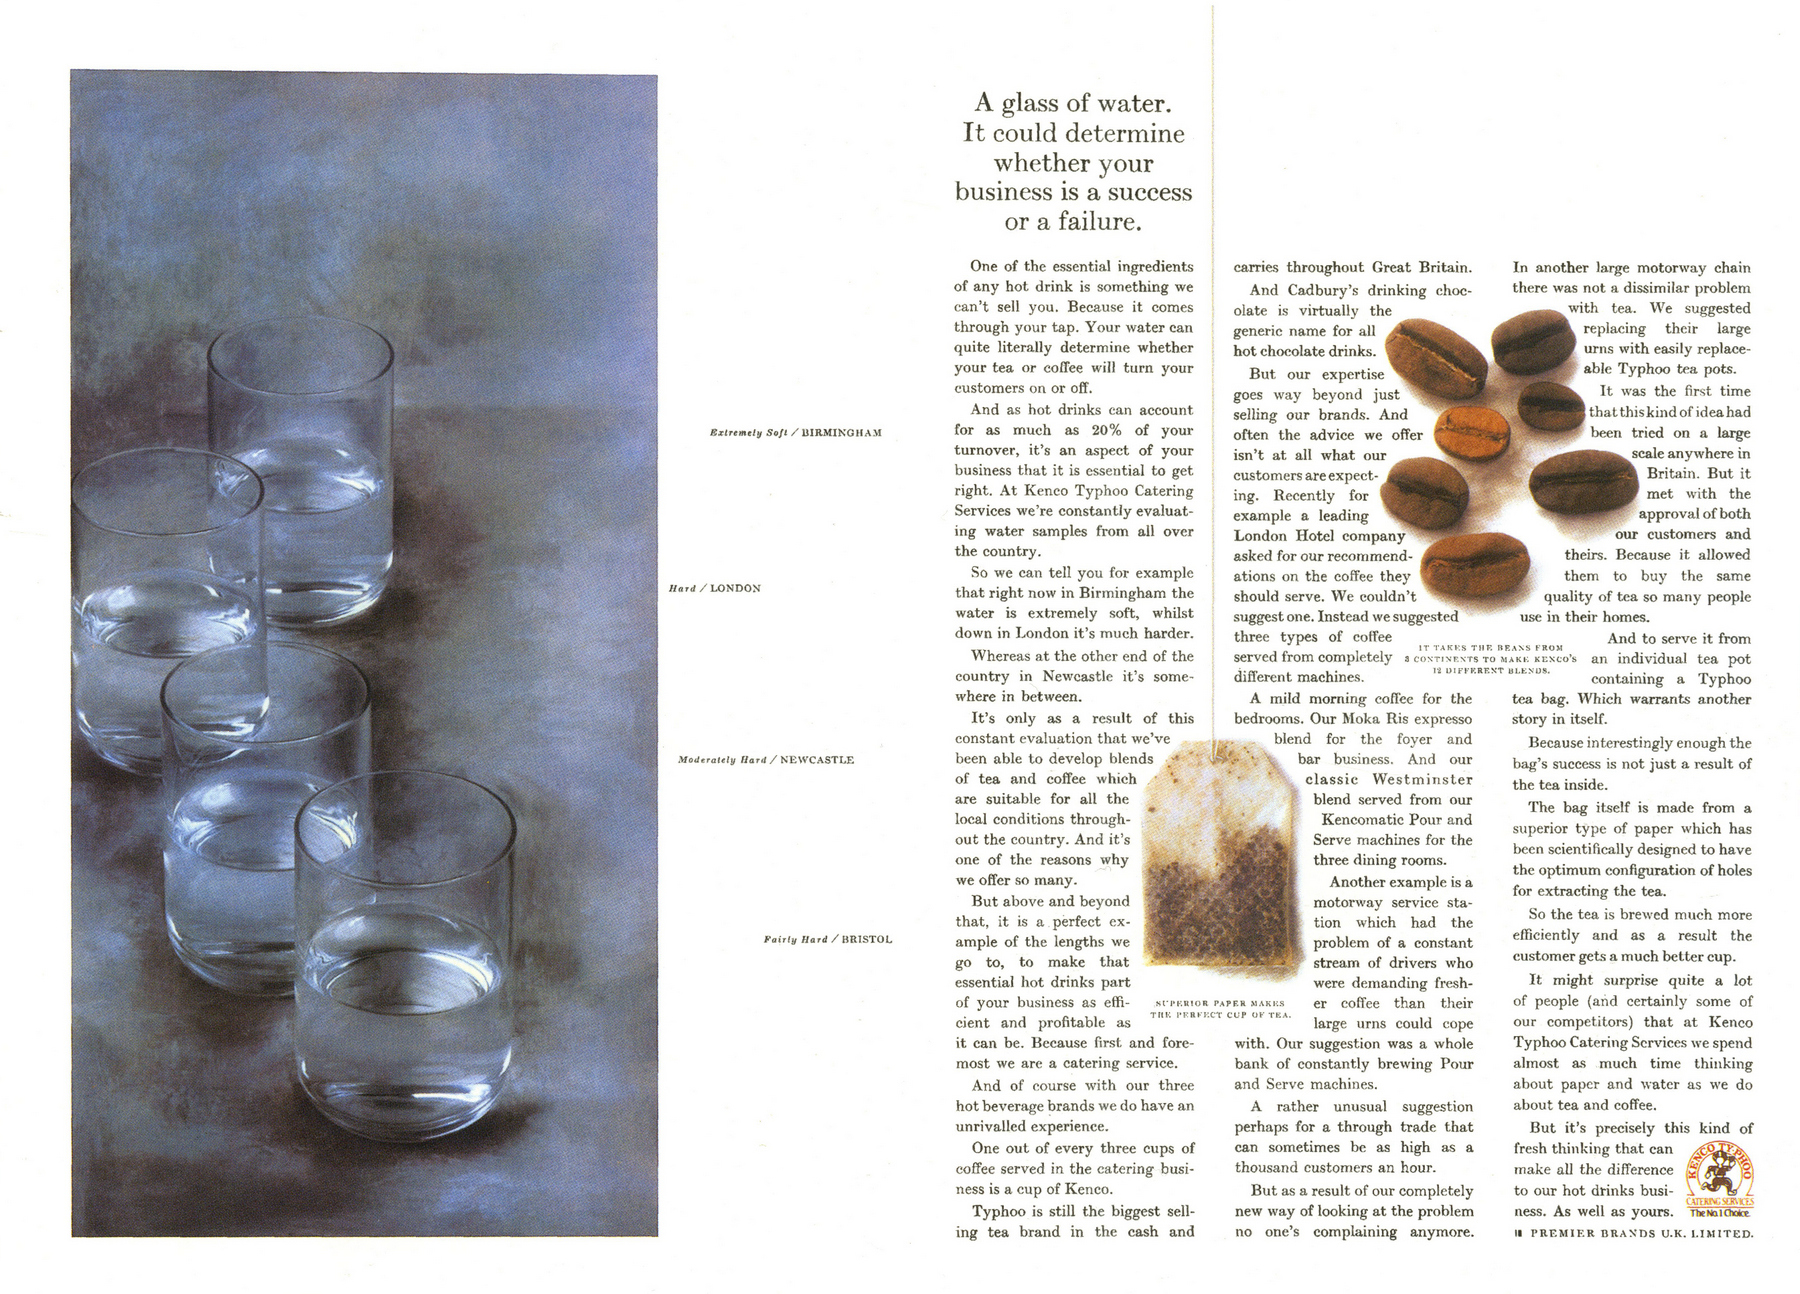 Extremely Soft / BIRMINGHAM
Hard / LONDON
Moderately Hard / NEWCASTLE
Fairly Hard / BRISTOL
A glass of water.
It could determine
whether your
business is a success
or a failure.
One of the essential ingredients
of any hot drink is something we
can't sell you. Because it comes
through your tap. Your water can
quite literally determine whether
your tea or coffee will turn your
customers on or off.
And as hot drinks can account
for as much as 20% of your
turnover, it's an aspect of your
business that it is essential to get
right. At Kenco Typhoo Catering
Services we're constantly evaluat-
ing water samples from all over
the country.
So we can tell you for example
that right now in Birmingham the
water is extremely soft, whilst
down in London it's much harder.
Whereas at the other end of the
country in Newcastle it's some-
where in between.
It's only as a result of this
constant evaluation that we've
been able to develop blends
of tea and coffee which
are suitable for all the
local conditions through-
out the country. And it's
one of the reasons why
we offer so many.
But above and beyond
that, it is a perfect ex-
ample of the lengths we
go to, to make that
essential hot drinks part
of your business as effi-
cient and profitable as
it can be. Because first and fore-
most we are a catering service.
And of course with our three
hot beverage brands we do have an
unrivalled experience.
One out of every three cups of
coffee served in the catering busi-
ness is a cup of Kenco.
Typhoo is still the biggest sell-
ing tea brand in the cash and
carries throughout Great Britain.
And Cadbury's drinking choc-
olate is virtually the
generic name for all
hot chocolate drinks.
But our expertise
goes way beyond just
selling our brands. And
often the advice we offer
isn't at all what our
customers are expect-
ing. Recently for
example a leading
London Hotel company
asked for our recommend-
ations on the coffee they
should serve. We couldn't
suggest one. Instead we suggested
three types of coffee
served from completely
different machines.
A mild morning coffee for the
bedrooms. Our Moka Ris expresso
blend for the foyer and
bar business. And our
classic Westminster
blend served from our
Kencomatic Pour and
Serve machines for the
three dining rooms.
Another example is a
motorway service sta-
tion which had the
problem of a constant
stream of drivers who
were demanding fresh-
er coffee than their
large urns could cope
with. Our suggestion was a whole
bank of constantly brewing Pour
and Serve machines.
A rather unusual suggestion
perhaps for a through trade that
can sometimes be as high as a
thousand customers an hour.
But as a result of our completely
new way of looking at the problem
no one's complaining anymore.
SUPERIOR PAPER MAKES
THE PERFECT CUP OF TEA.
In another large motorway chain
there was not a dissimilar problem
with tea. We suggested
replacing their large
urns with easily replace-
able Typhoo tea pots.
It was the first time
that this kind of idea had
been tried on a large
scale anywhere in
Britain. But it
met with the
approval of both
our customers and
theirs. Because it allowed
them to buy the same
quality of tea so many people
use in their homes.
And to serve it from
an individual tea pot
containing a Typhoo
tea bag. Which warrants another
story in itself.
Because interestingly enough the
bag's success is not just a result of
the tea inside.
The bag itself is made from a
superior type of paper which has
been scientifically designed to have
the optimum configuration of holes
for extracting the tea.
So the tea is brewed much more
efficiently and as a result the
customer gets a much better cup.
It might surprise quite a lot
of people (and certainly some of
our competitors) that at Kenco
Typhoo Catering Services we spend
almost as much time thinking
about paper and water as we do
about tea and coffee.
But it's precisely this kind of
fresh thinking that can
make all the difference
to our hot drinks busi-
ness. As well as yours.
IT TAKES THE BEANS FROM
3 CONTINENTS TO MAKE KENCO'S
12 DIFFERENT BLENDS.
KENCO TYPHOO
CATERING SERVICES
The No.1 Choice
PREMIER BRANDS U.K. LIMITED.